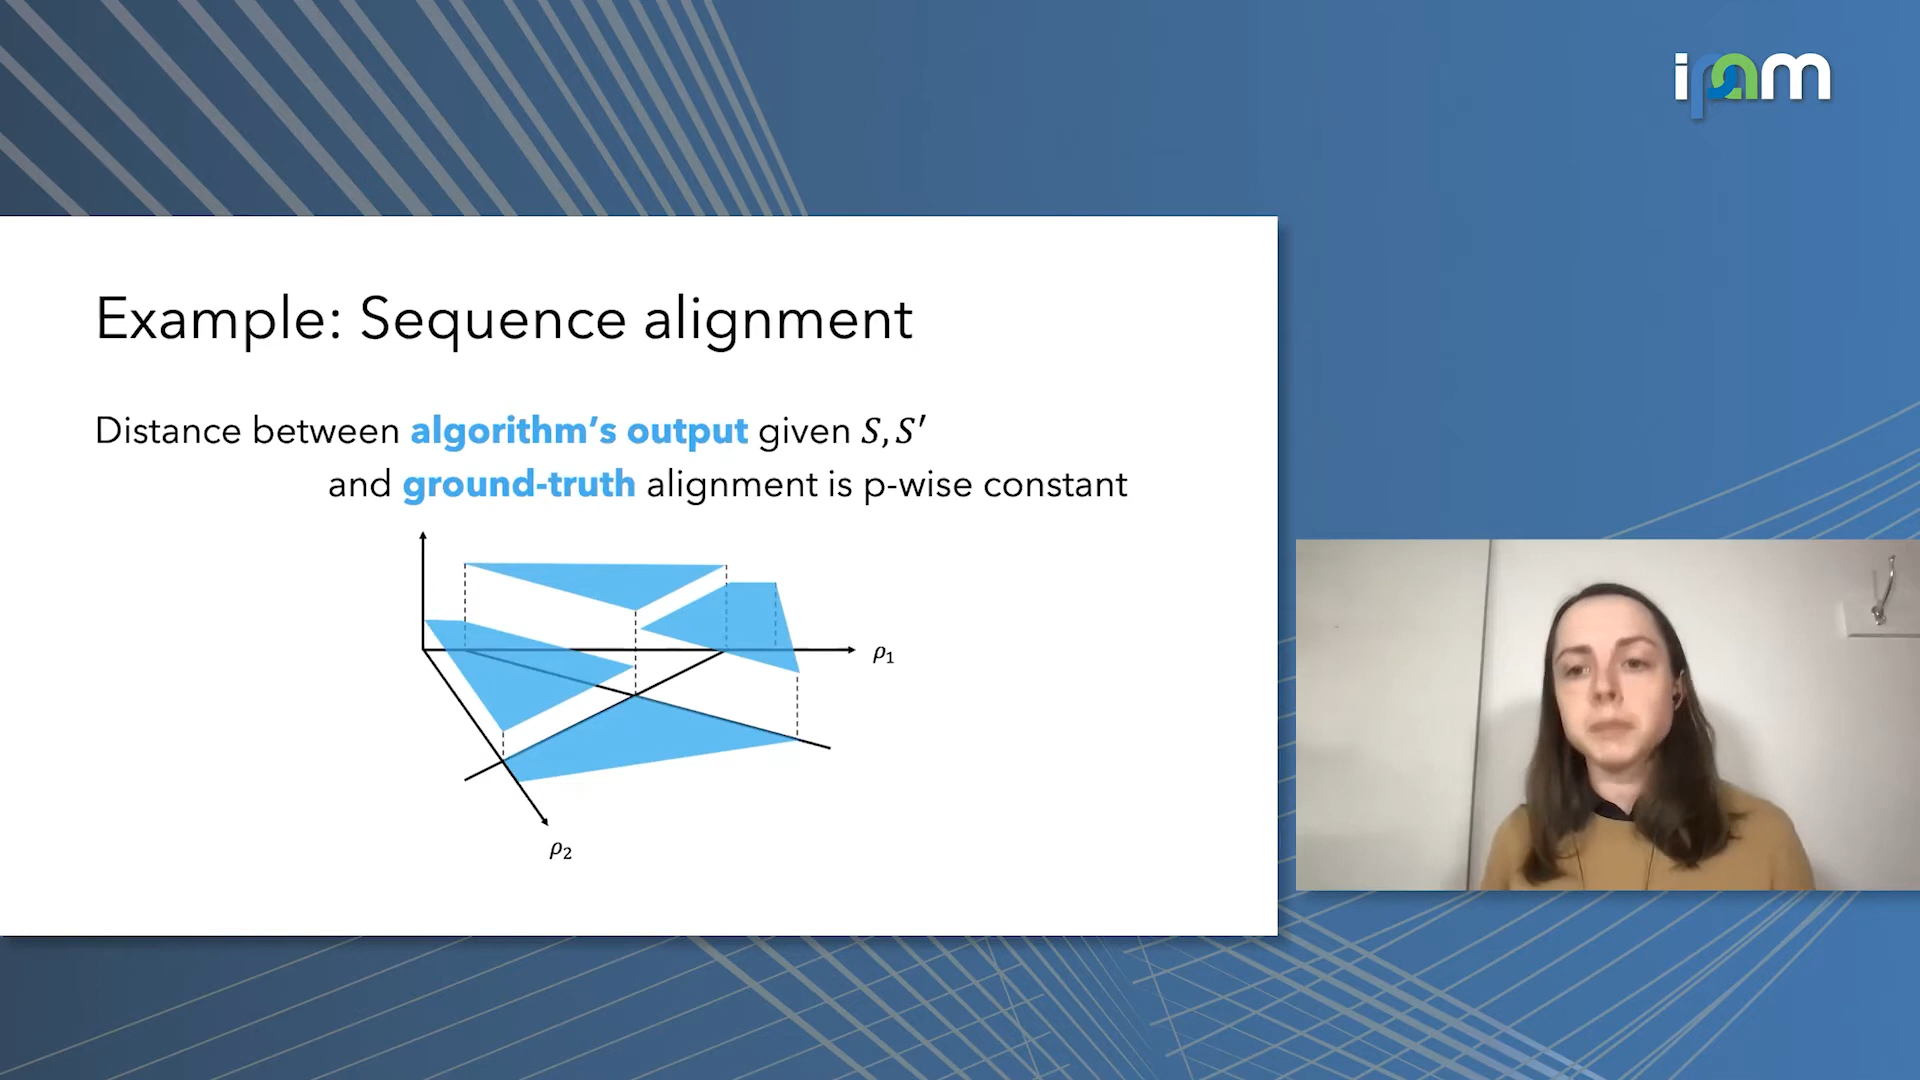 ipam
Example: Sequence alignment
Distance between algorithm's output given S, S′
and ground-truth alignment is p-wise constant
ρ₁
ρ₂